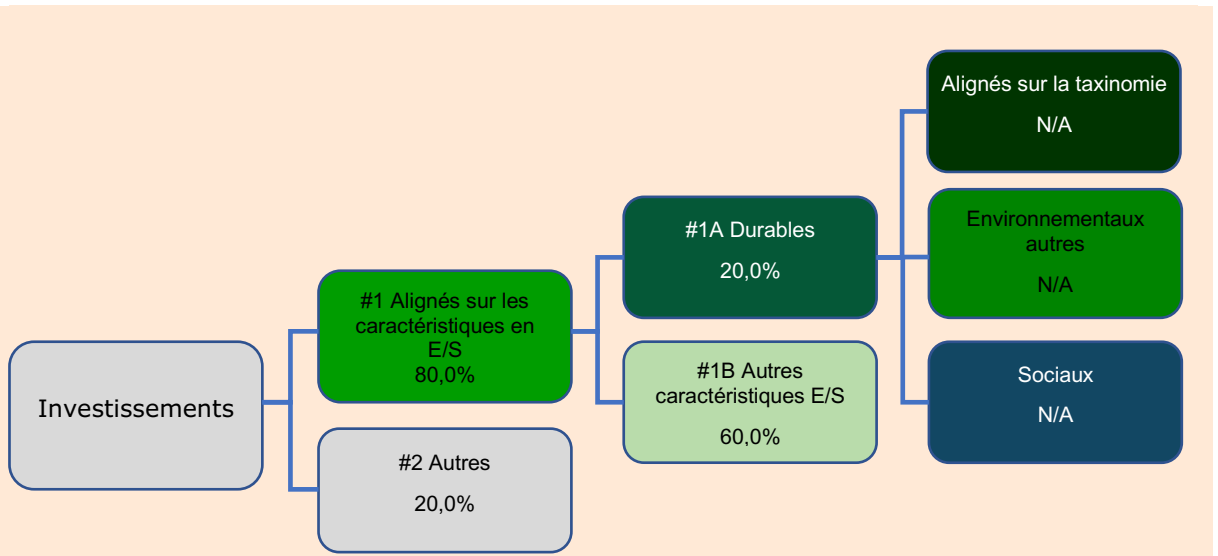 Investissements
#1 Alignés sur les
caractéristiques en
E/S
80,0%
#2 Autres
20,0%
#1A Durables
20,0%
#1B Autres
caractéristiques E/S
60,0%
Alignés sur la taxinomie
N/A
Environnementaux
autres
N/A
Sociaux
N/A